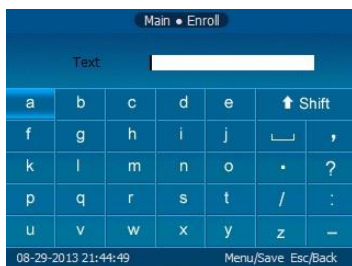 Main ● Enroll
Text
a b c d e ⬆ Shift
f g h i j ⎵ ,
k l m n o . ?
p q r s t / :
u v w x y z –
08-29-2013 21:44:49 Menu/Save Esc/Back